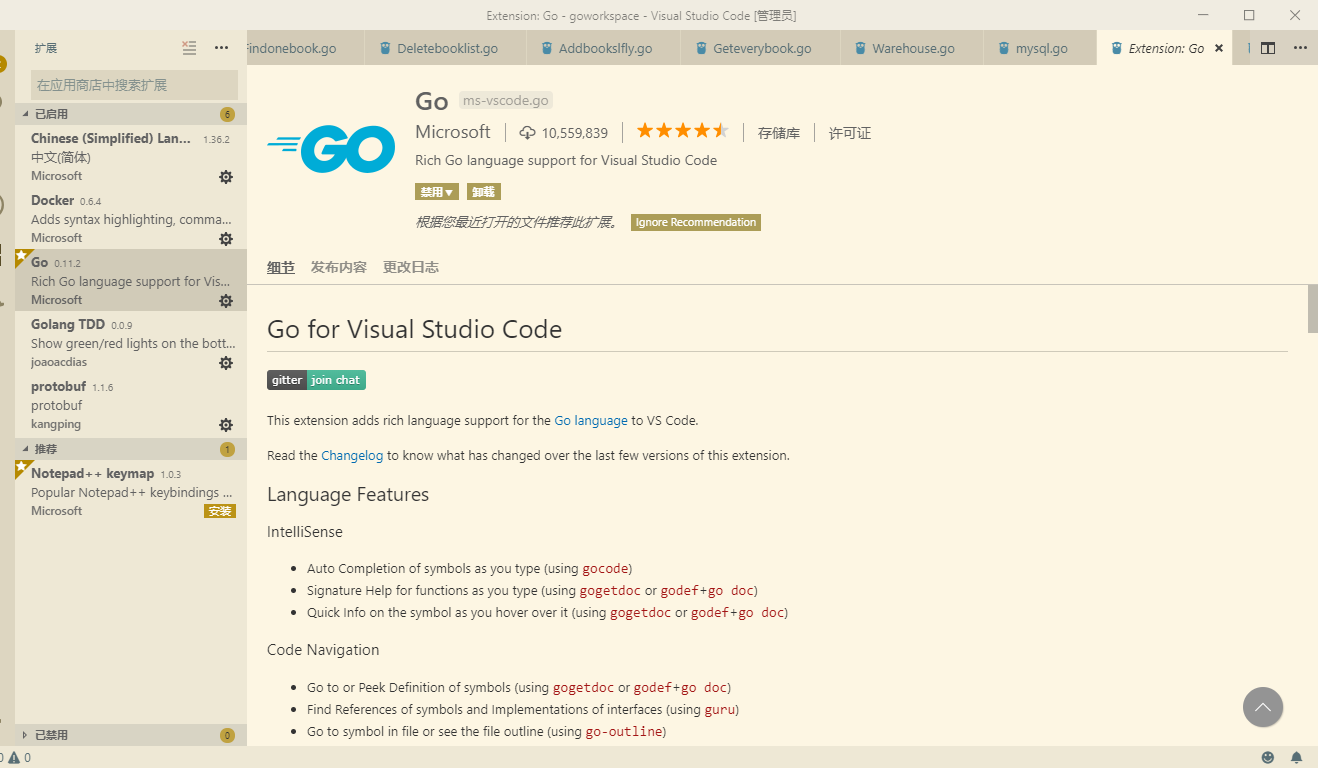 Extension: Go - goworkspace - Visual Studio Code [管理员]
扩展
Findonebook.go
Deletebooklist.go
Addbookslfly.go
Geteverybook.go
Warehouse.go
mysql.go
Extension: Go
在应用商店中搜索扩展
已启用
6
Chinese (Simplified) Lan... 1.36.2
中文(简体)
Microsoft
Docker 0.6.4
Adds syntax highlighting, comma...
Microsoft
Go 0.11.2
Rich Go language support for Vis...
Microsoft
Golang TDD 0.0.9
Show green/red lights on the bott...
joaoacdias
protobuf 1.1.6
protobuf
kangping
推荐
1
Notepad++ keymap 1.0.3
Popular Notepad++ keybindings ...
Microsoft
安装
已禁用
0
0
0
GO
Go ms-vscode.go
Microsoft
10,559,839
存储库
许可证
Rich Go language support for Visual Studio Code
禁用
卸载
根据您最近打开的文件推荐此扩展。
Ignore Recommendation
细节
发布内容
更改日志
Go for Visual Studio Code
gitter join chat
This extension adds rich language support for the Go language to VS Code.
Read the Changelog to know what has changed over the last few versions of this extension.
Language Features
IntelliSense
Auto Completion of symbols as you type (using gocode)
Signature Help for functions as you type (using gogetdoc or godef+go doc)
Quick Info on the symbol as you hover over it (using gogetdoc or godef+go doc)
Code Navigation
Go to or Peek Definition of symbols (using gogetdoc or godef+go doc)
Find References of symbols and Implementations of interfaces (using guru)
Go to symbol in file or see the file outline (using go-outline)